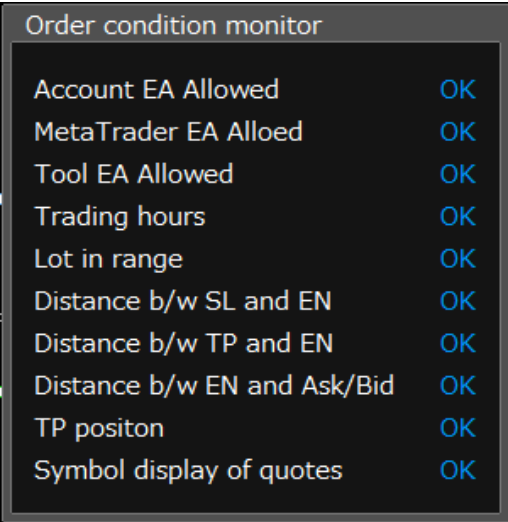 Order condition monitor
Account EA Allowed OK
MetaTrader EA Alloed OK
Tool EA Allowed OK
Trading hours OK
Lot in range OK
Distance b/w SL and EN OK
Distance b/w TP and EN OK
Distance b/w EN and Ask/Bid OK
TP positon OK
Symbol display of quotes OK